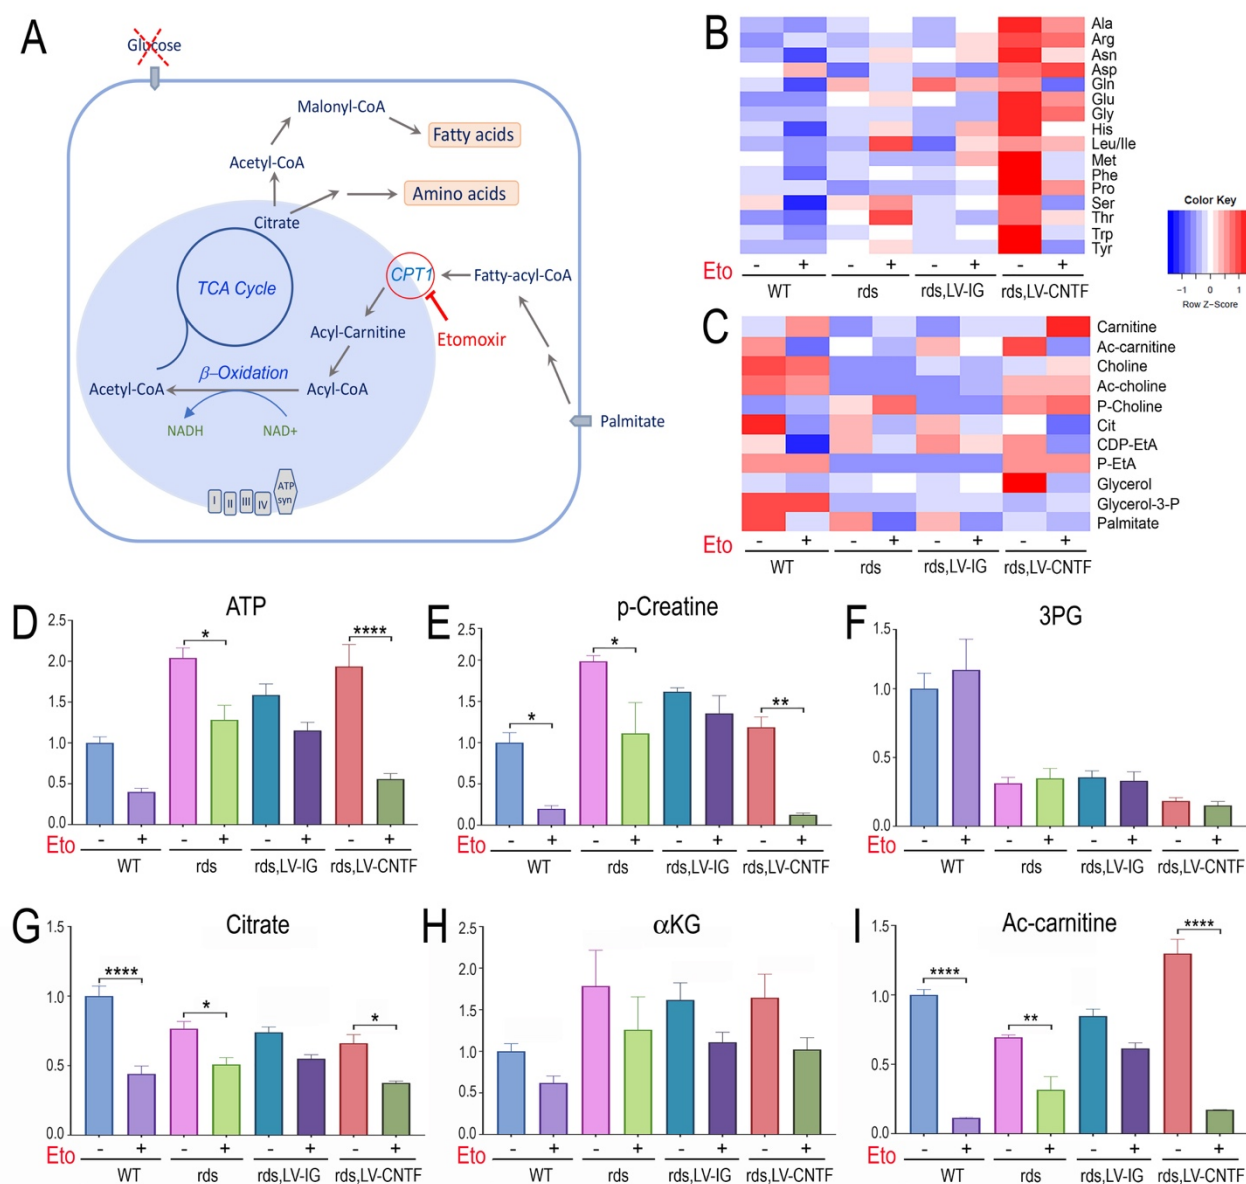 A
Glucose
Malonyl-CoA
Fatty acids
Acetyl-CoA
Amino acids
Citrate
TCA Cycle
CPT1
Fatty-acyl-CoA
Acyl-Carnitine
Etomoxir
β-Oxidation
Acetyl-CoA
Acyl-CoA
NADH
NAD+
Palmitate
I
II
III
IV
ATP
syn
B
Ala
Arg
Asn
Asp
Gln
Glu
Gly
His
Leu/Ile
Met
Phe
Pro
Ser
Thr
Trp
Tyr
Eto - + - + - + - +
WT rds rds,LV-IG rds,LV-CNTF
Color Key
-1 0 1
Row Z-Score
C
Carnitine
Ac-carnitine
Choline
Ac-choline
P-Choline
Cit
CDP-EtA
P-EtA
Glycerol
Glycerol-3-P
Palmitate
Eto - + - + - + - +
WT rds rds,LV-IG rds,LV-CNTF
D
ATP
2.5
2.0
1.5
1.0
0.5
0.0
*
****
Eto - + - + - + - +
WT rds rds,LV-IG rds,LV-CNTF
E
p-Creatine
2.5
2.0
1.5
1.0
0.5
0.0
*
*
**
Eto - + - + - + - +
WT rds rds,LV-IG rds,LV-CNTF
F
3PG
1.5
1.0
0.5
0.0
Eto - + - + - + - +
WT rds rds,LV-IG rds,LV-CNTF
G
Citrate
1.5
1.0
0.5
0.0
****
*
*
Eto - + - + - + - +
WT rds rds,LV-IG rds,LV-CNTF
H
αKG
2.5
2.0
1.5
1.0
0.5
0.0
Eto - + - + - + - +
WT rds rds,LV-IG rds,LV-CNTF
I
Ac-carnitine
1.5
1.0
0.5
0.0
****
**
****
Eto - + - + - + - +
WT rds rds,LV-IG rds,LV-CNTF